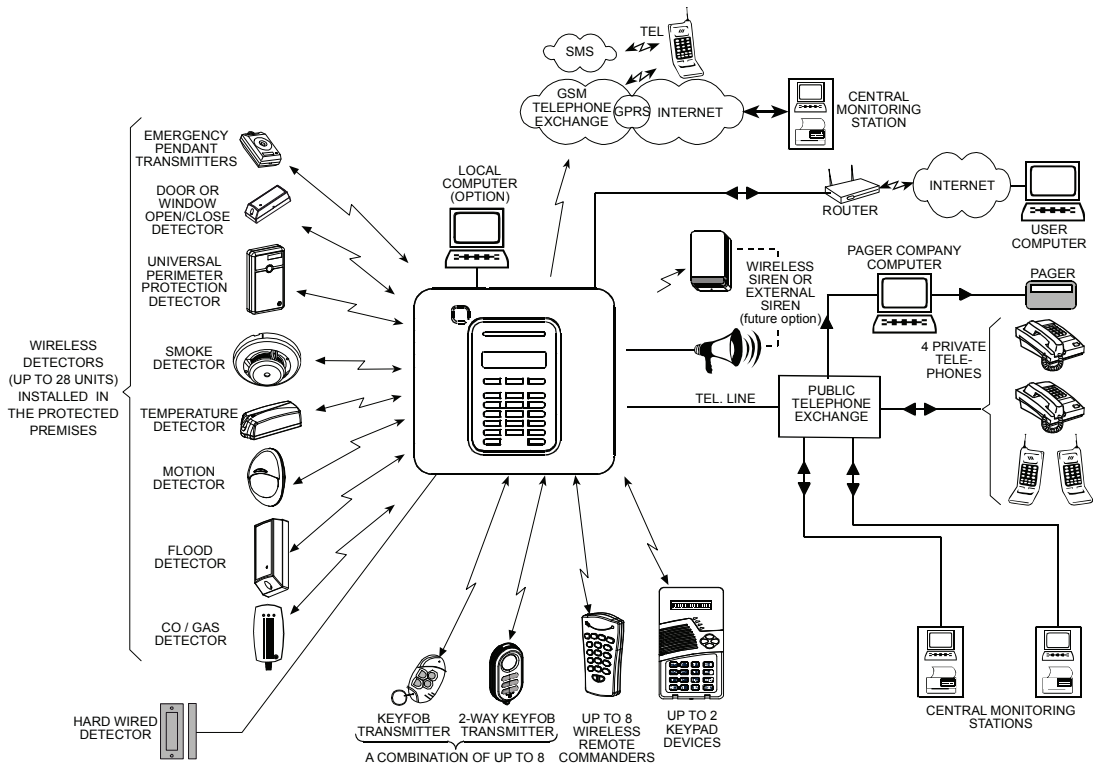 TEL
SMS
GSM
TELEPHONE
EXCHANGE
GPRS
INTERNET
CENTRAL
MONITORING
STATION
EMERGENCY
PENDANT
TRANSMITTERS
DOOR OR
WINDOW
OPEN/CLOSE
DETECTOR
UNIVERSAL
PERIMETER
PROTECTION
DETECTOR
WIRELESS
DETECTORS
(UP TO 28 UNITS)
INSTALLED IN
THE PROTECTED
PREMISES
SMOKE
DETECTOR
TEMPERATURE
DETECTOR
MOTION
DETECTOR
FLOOD
DETECTOR
CO / GAS
DETECTOR
HARD WIRED
DETECTOR
LOCAL
COMPUTER
(OPTION)
ROUTER
INTERNET
USER
COMPUTER
WIRELESS
SIREN OR
EXTERNAL
SIREN
(future option)
PAGER COMPANY
COMPUTER
PAGER
4 PRIVATE
TELE-
PHONES
TEL. LINE
PUBLIC
TELEPHONE
EXCHANGE
CENTRAL MONITORING
STATIONS
KEYFOB
TRANSMITTER
2-WAY KEYFOB
TRANSMITTER
A COMBINATION OF UP TO 8
UP TO 8
WIRELESS
REMOTE
COMMANDERS
UP TO 2
KEYPAD
DEVICES